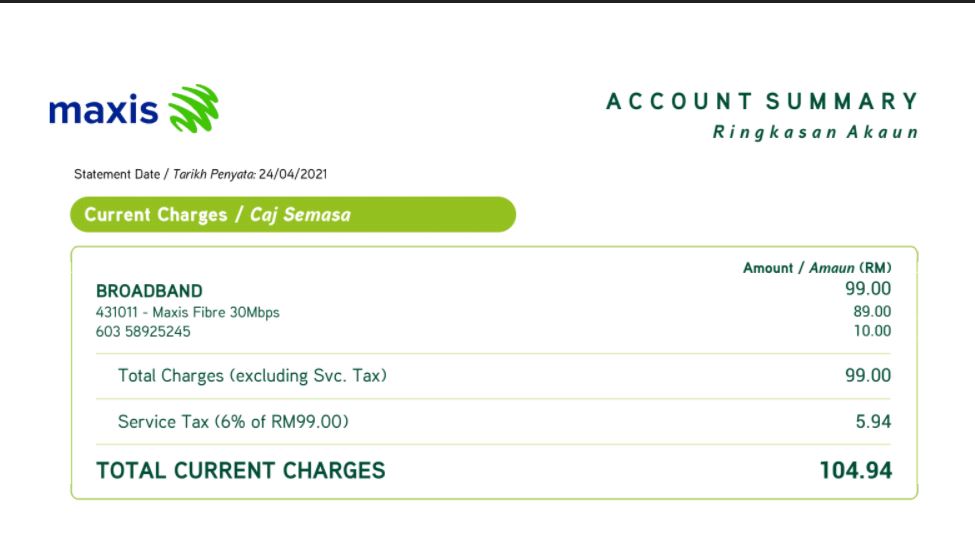 maxis
ACCOUNT SUMMARY
Ringkasan Akaun
Statement Date / Tarikh Penyata: 24/04/2021
Current Charges / Caj Semasa
Amount / Amaun (RM)
BROADBAND 99.00
431011 - Maxis Fibre 30Mbps 89.00
603 58925245 10.00
Total Charges (excluding Svc. Tax) 99.00
Service Tax (6% of RM99.00) 5.94
TOTAL CURRENT CHARGES 104.94